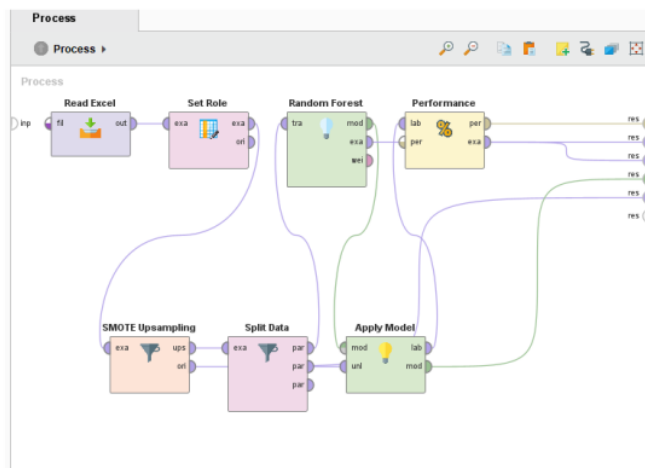 Process
Process
Process
Read Excel
Set Role
Random Forest
Performance
inp
fil
out
exa
exa
ori
tra
mod
exa
wei
lab
per
per
exa
res
res
res
res
res
res
SMOTE Upsampling
Split Data
Apply Model
exa
ups
ori
exa
par
par
par
mod
unl
lab
mod